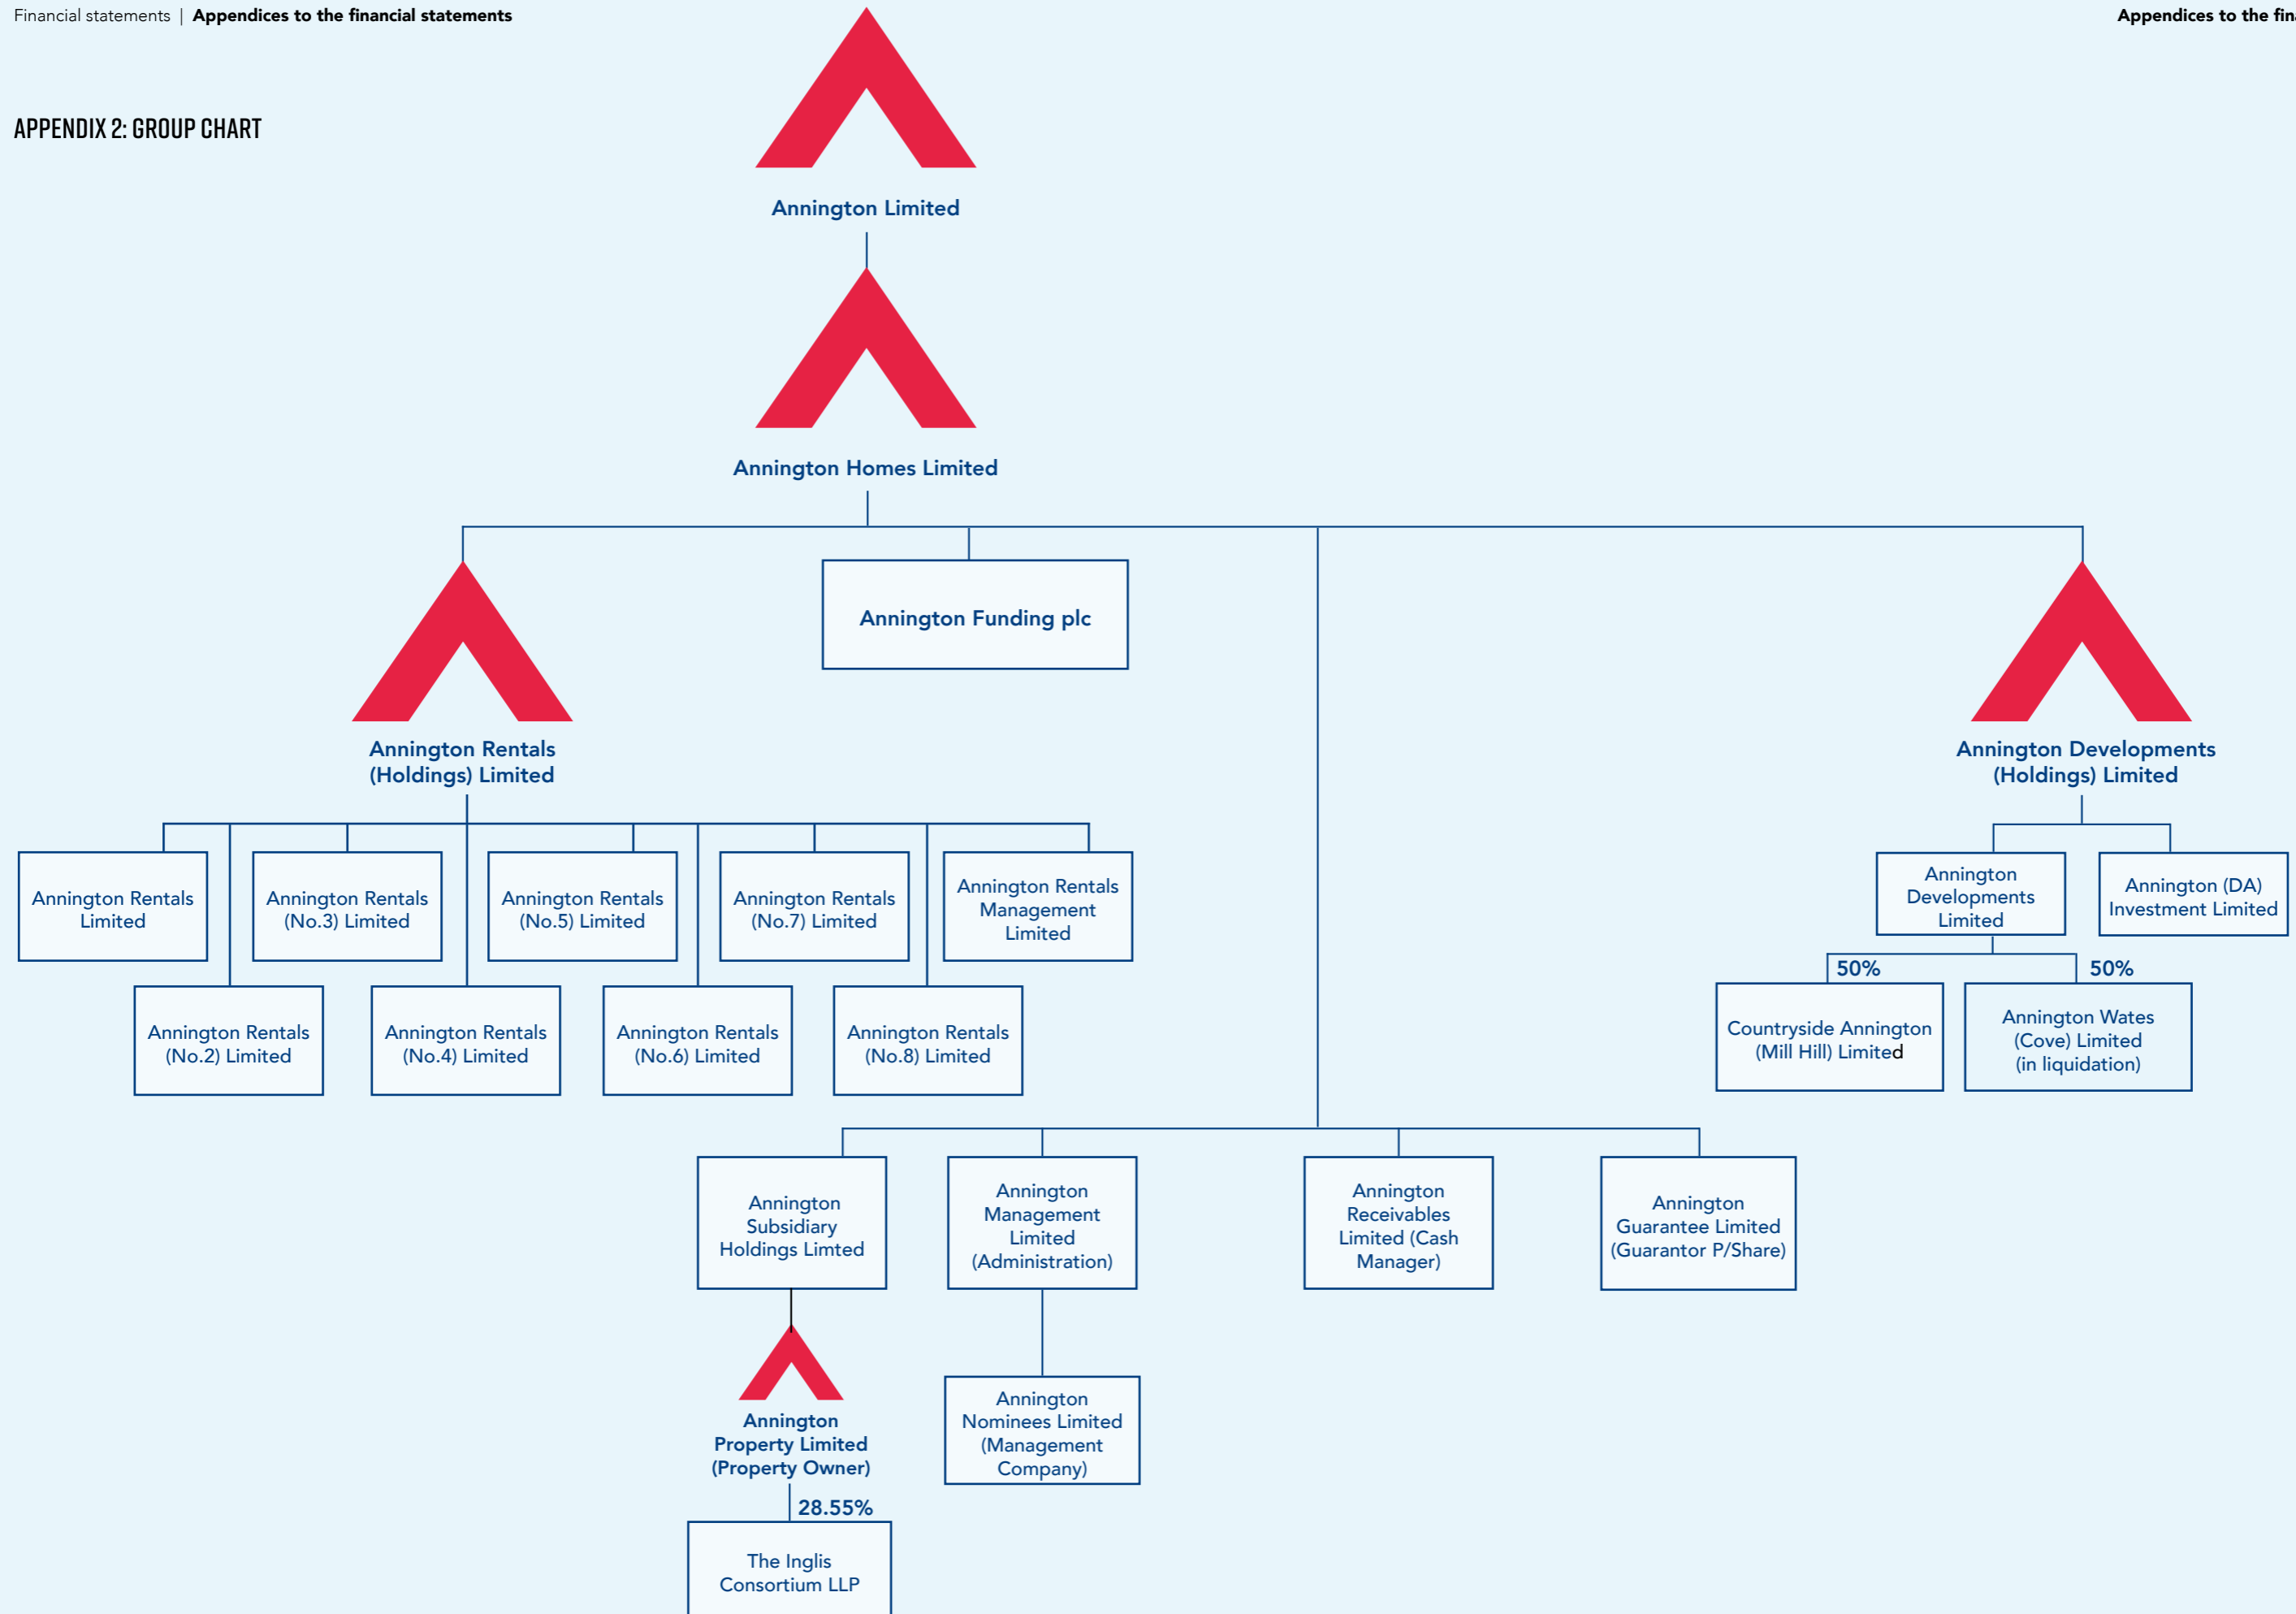 Financial statements | Appendices to the financial statements
Appendices to the fin
APPENDIX 2: GROUP CHART
Annington Limited
Annington Homes Limited
Annington Funding plc
Annington Rentals
(Holdings) Limited
Annington Developments
(Holdings) Limited
Annington Rentals
Limited
Annington Rentals
(No.3) Limited
Annington Rentals
(No.5) Limited
Annington Rentals
(No.7) Limited
Annington Rentals
Management
Limited
Annington
Developments
Limited
Annington (DA)
Investment Limited
Annington Rentals
(No.2) Limited
Annington Rentals
(No.4) Limited
Annington Rentals
(No.6) Limited
Annington Rentals
(No.8) Limited
50%
50%
Countryside Annington
(Mill Hill) Limited
Annington Wates
(Cove) Limited
(in liquidation)
Annington
Subsidiary
Holdings Limted
Annington
Management
Limited
(Administration)
Annington
Receivables
Limited (Cash
Manager)
Annington
Guarantee Limited
(Guarantor P/Share)
Annington
Property Limited
(Property Owner)
Annington
Nominees Limited
(Management
Company)
28.55%
The Inglis
Consortium LLP